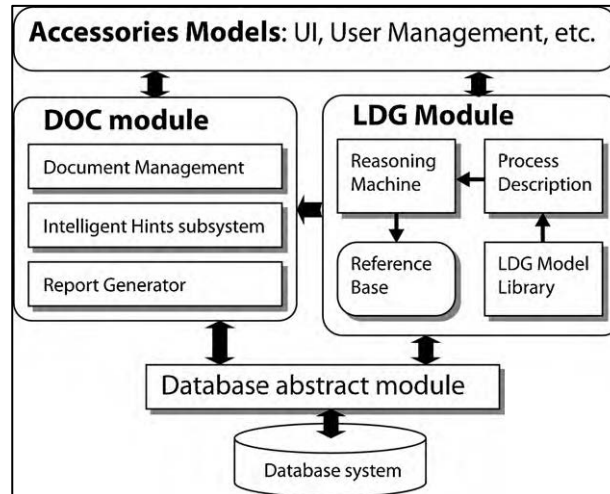 Accessories Models: UI, User Management, etc.
DOC module
Document Management
Intelligent Hints subsystem
Report Generator
LDG Module
Reasoning
Machine
Process
Description
Reference
Base
LDG Model
Library
Database abstract module
Database system